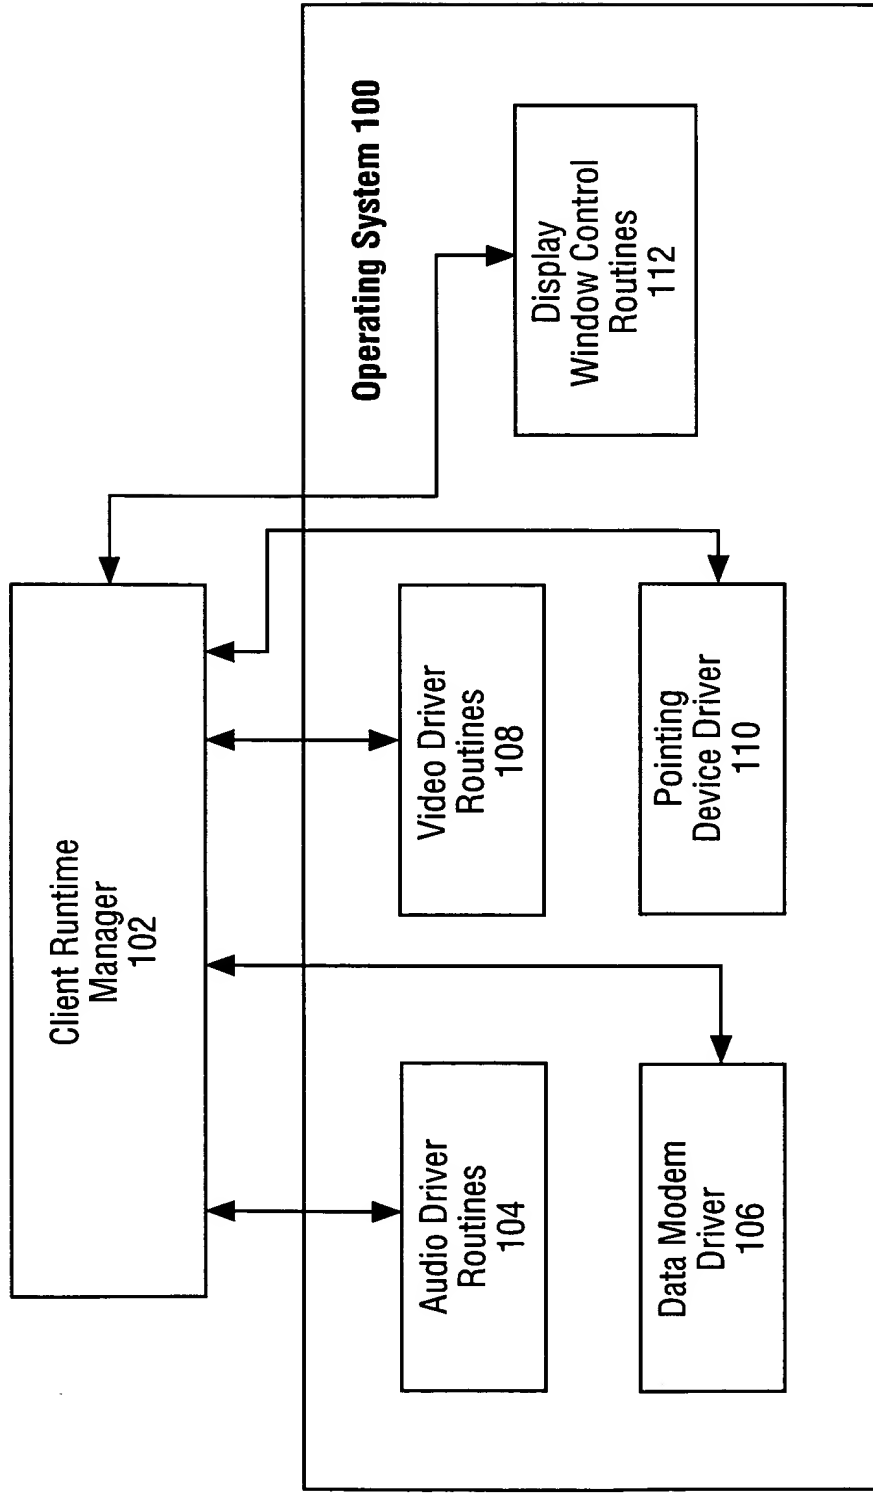 Client Runtime
Manager
102
Operating System 100
Audio Driver
Routines
104
Video Driver
Routines
108
Display
Window Control
Routines
112
Data Modem
Driver
106
Pointing
Device Driver
110